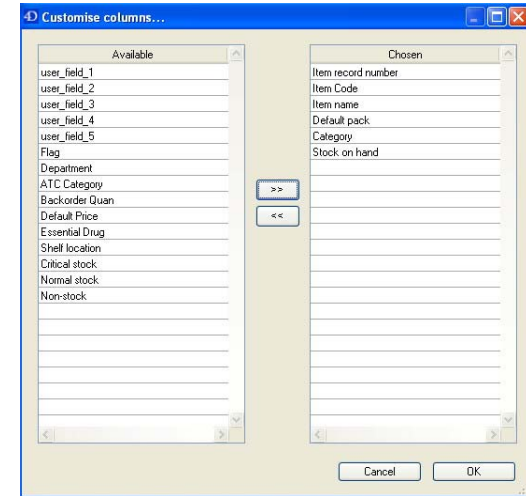 Customise columns...
Available
user_field_1
user_field_2
user_field_3
user_field_4
user_field_5
Flag
Department
ATC Category
Backorder Quan
Default Price
Essential Drug
Shelf location
Critical stock
Normal stock
Non-stock
>>
<<
Chosen
Item record number
Item Code
Item name
Default pack
Category
Stock on hand
Cancel
OK